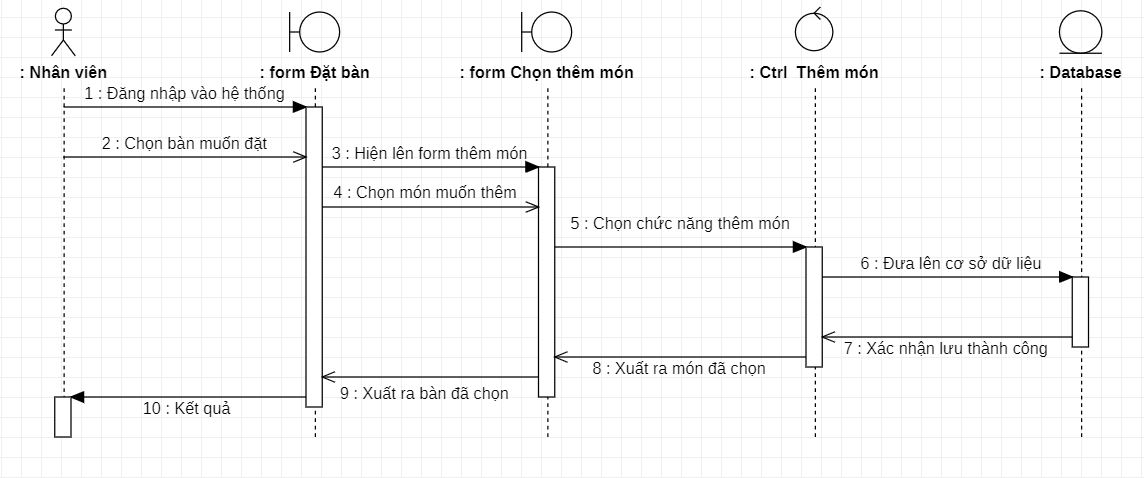 : Nhân viên
: form Đặt bàn
: form Chọn thêm món
: Ctrl  Thêm món
: Database
1 : Đăng nhập vào hệ thống
2 : Chọn bàn muốn đặt
3 : Hiện lên form thêm món
4 : Chọn món muốn thêm
5 : Chọn chức năng thêm món
6 : Đưa lên cơ sở dữ liệu
7 : Xác nhận lưu thành công
8 : Xuất ra món đã chọn
9 : Xuất ra bàn đã chọn
10 : Kết quả